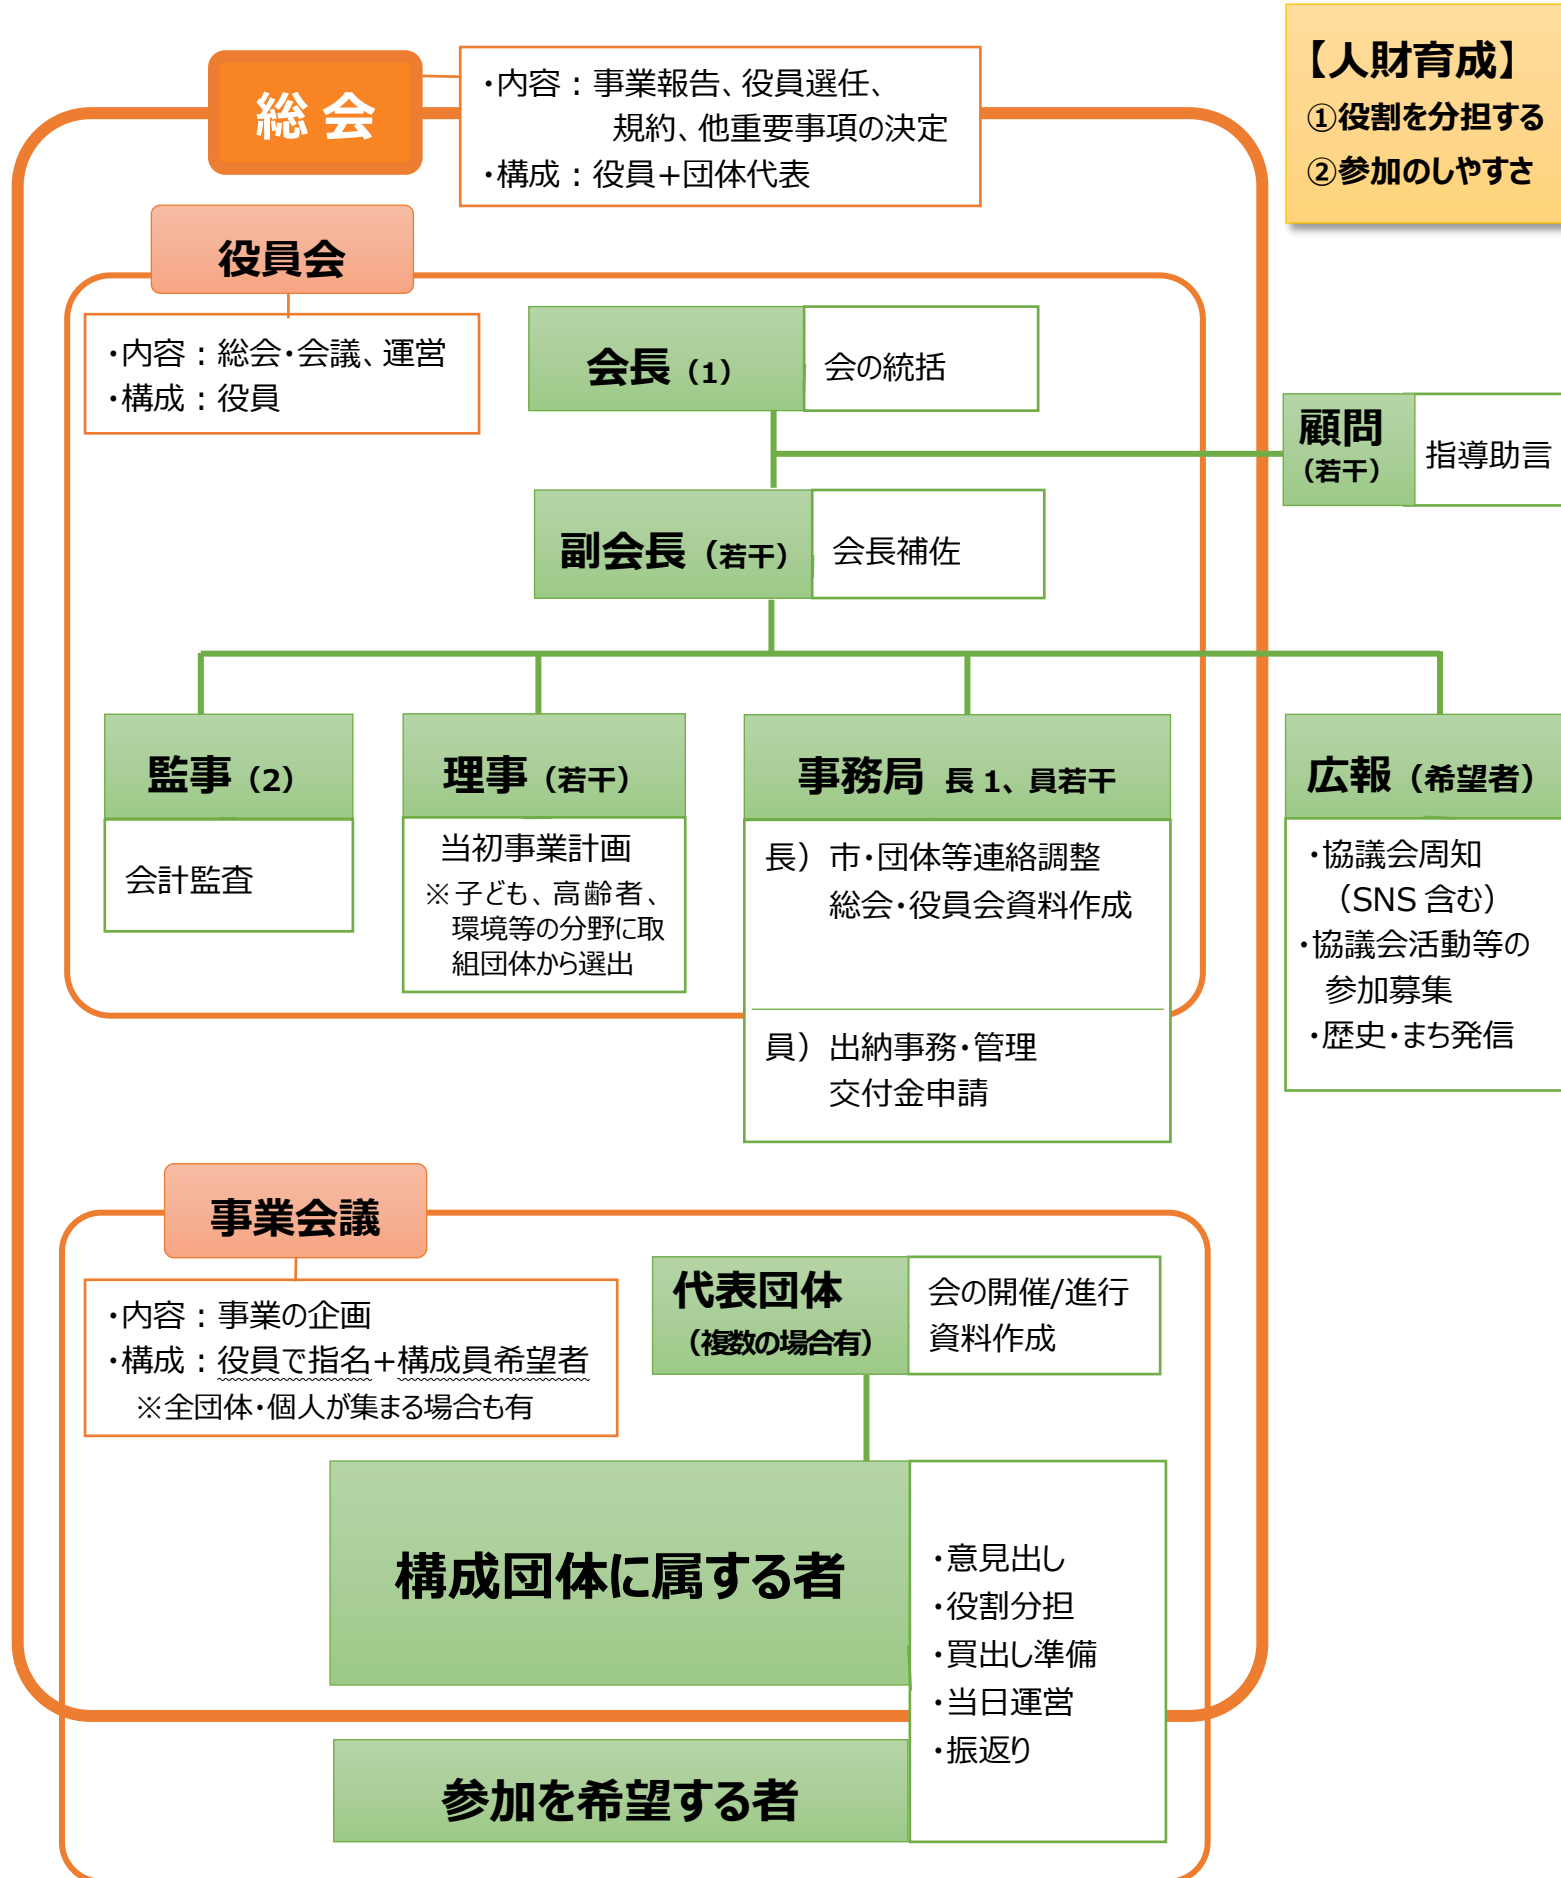 総 会
・内容：事業報告、役員選任、
規約、他重要事項の決定
・構成：役員+団体代表
【人財育成】
①役割を分担する
②参加のしやすさ
役員会
・内容：総会・会議、運営
・構成：役員
会長（1）
会の統括
顧問
（若干）
指導助言
副会長（若干）
会長補佐
監事（2）
会計監査
理事（若干）
当初事業計画
※子ども、高齢者、
環境等の分野に取
組団体から選出
事務局 長 1、員若干
長）市・団体等連絡調整
総会・役員会資料作成
員）出納事務・管理
交付金申請
広報（希望者）
・協議会周知
（SNS 含む）
・協議会活動等の
参加募集
・歴史・まち発信
事業会議
・内容：事業の企画
・構成：役員で指名+構成員希望者
※全団体・個人が集まる場合も有
代表団体
（複数の場合有）
会の開催/進行
資料作成
構成団体に属する者
・意見出し
・役割分担
・買出し準備
・当日運営
・振返り
参加を希望する者